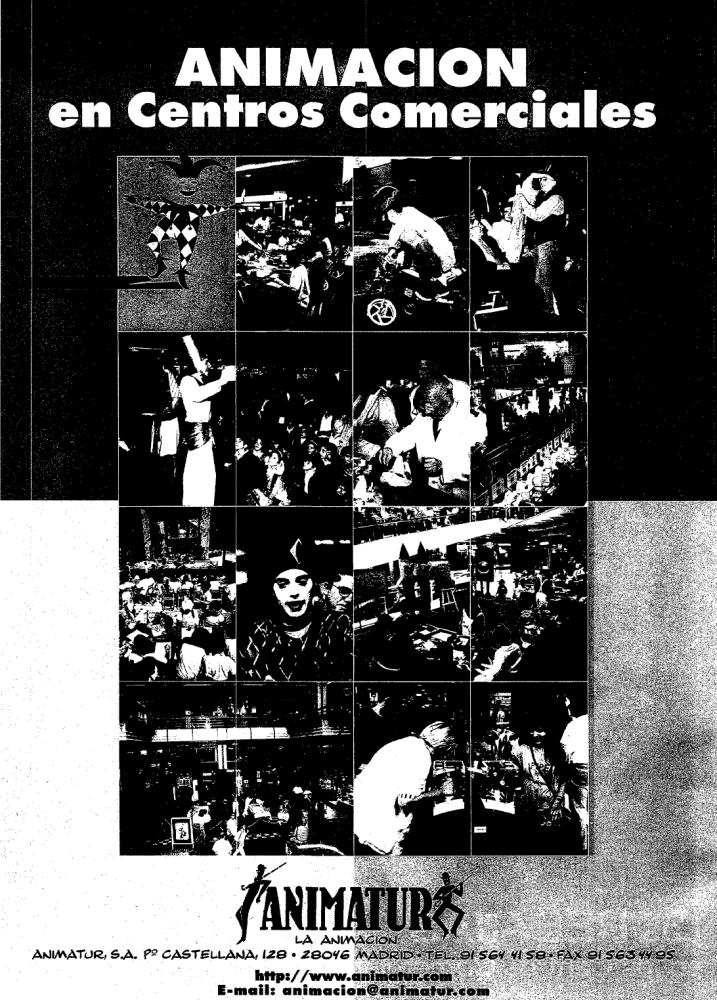 ANIMACION
en Centros Comerciales
ANIMATUR
LA ANIMACION
ANIMATUR, S.A. Pº CASTELLANA, 128 • 28046 MADRID • TEL. 91 564 41 58 • FAX 91 563 44 95
http://www.animatur.com
E-mail: animacion@animatur.com